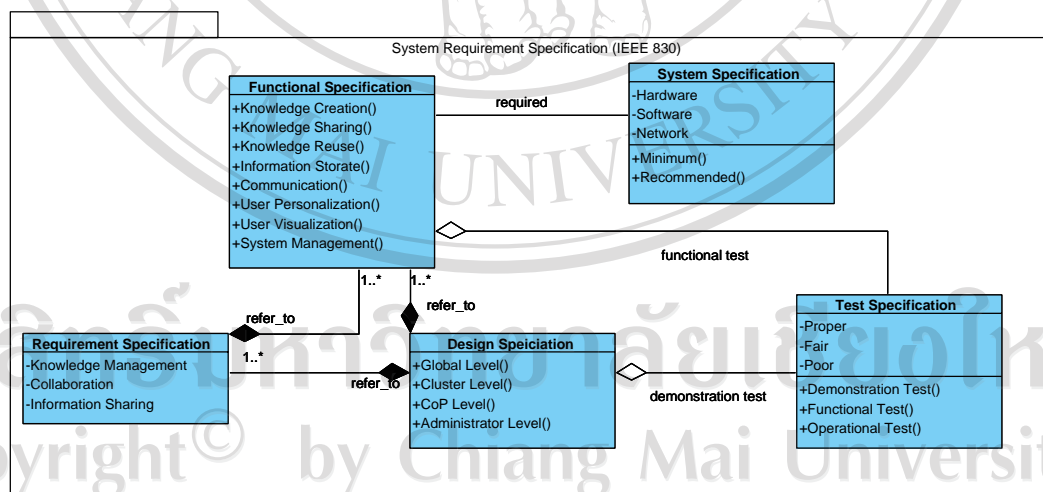 System Requirement Specification (IEEE 830)
Functional Specification
+Knowledge Creation()
+Knowledge Sharing()
+Knowledge Reuse()
+Information Storate()
+Communication()
+User Personalization()
+User Visualization()
+System Management()
required
System Specification
-Hardware
-Software
-Network
+Minimum()
+Recommended()
functional test
1..*
1..*
refer_to
refer_to
Requirement Specification
-Knowledge Management
-Collaboration
-Information Sharing
1..*
refer_to
Design Speiciation
+Global Level()
+Cluster Level()
+CoP Level()
+Administrator Level()
demonstration test
Test Specification
-Proper
-Fair
-Poor
+Demonstration Test()
+Functional Test()
+Operational Test()
MAI UNIVERSITY
by Chiang Mai